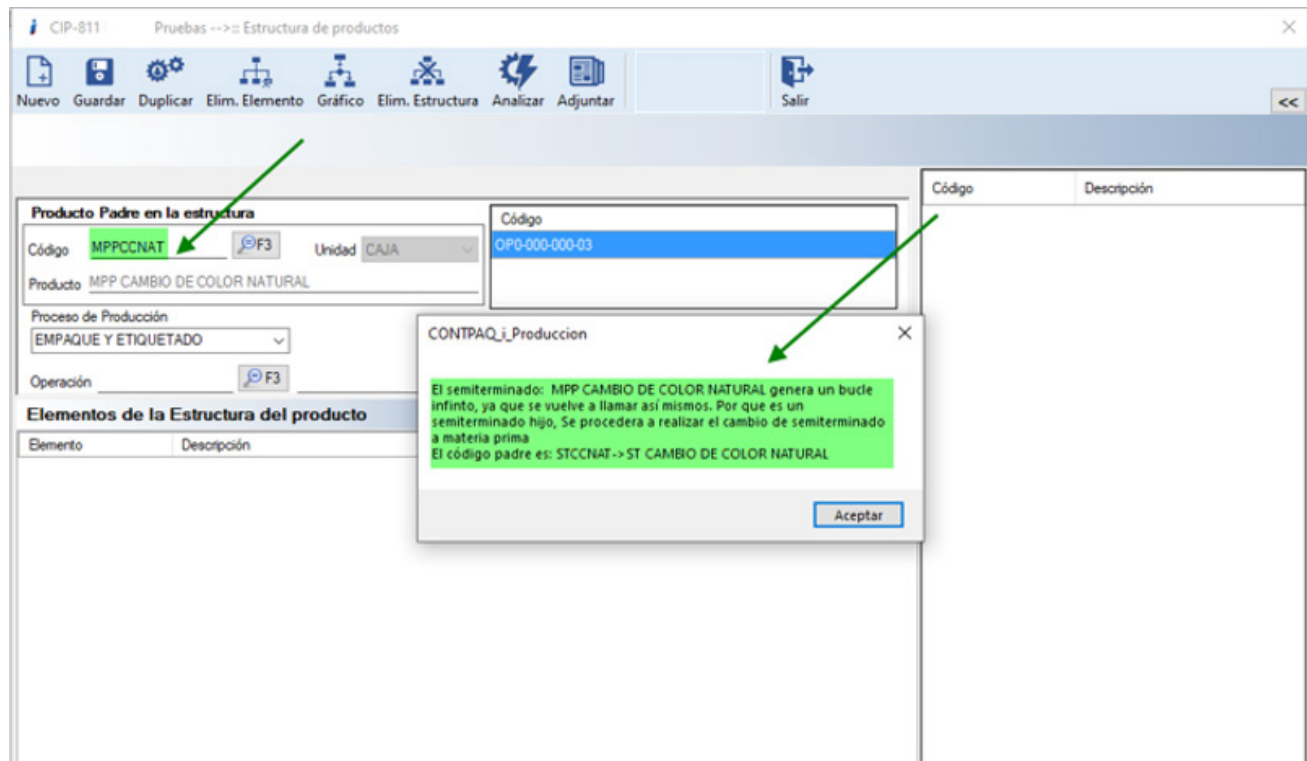 CIP-811 Pruebas -->:: Estructura de productos
Nuevo Guardar Duplicar Elim. Elemento Gráfico Elim. Estructura Analizar Adjuntar Salir <<
Código Descripción
Producto Padre en la estructura
Código MPPCCNAT F3 Unidad CAJA
Producto MPP CAMBIO DE COLOR NATURAL
Código
OP0-000-000-03
Proceso de Producción
EMPAQUE Y ETIQUETADO
Operación F3
Elementos de la Estructura del producto
Elemento Descripción
CONTPAQ_i_Produccion
El semiterminado: MPP CAMBIO DE COLOR NATURAL genera un bucle
infinto, ya que se vuelve a llamar así mismos. Por que es un
semiterminado hijo, Se procedera a realizar el cambio de semiterminado
a materia prima
El código padre es: STCCNAT->ST CAMBIO DE COLOR NATURAL
Aceptar